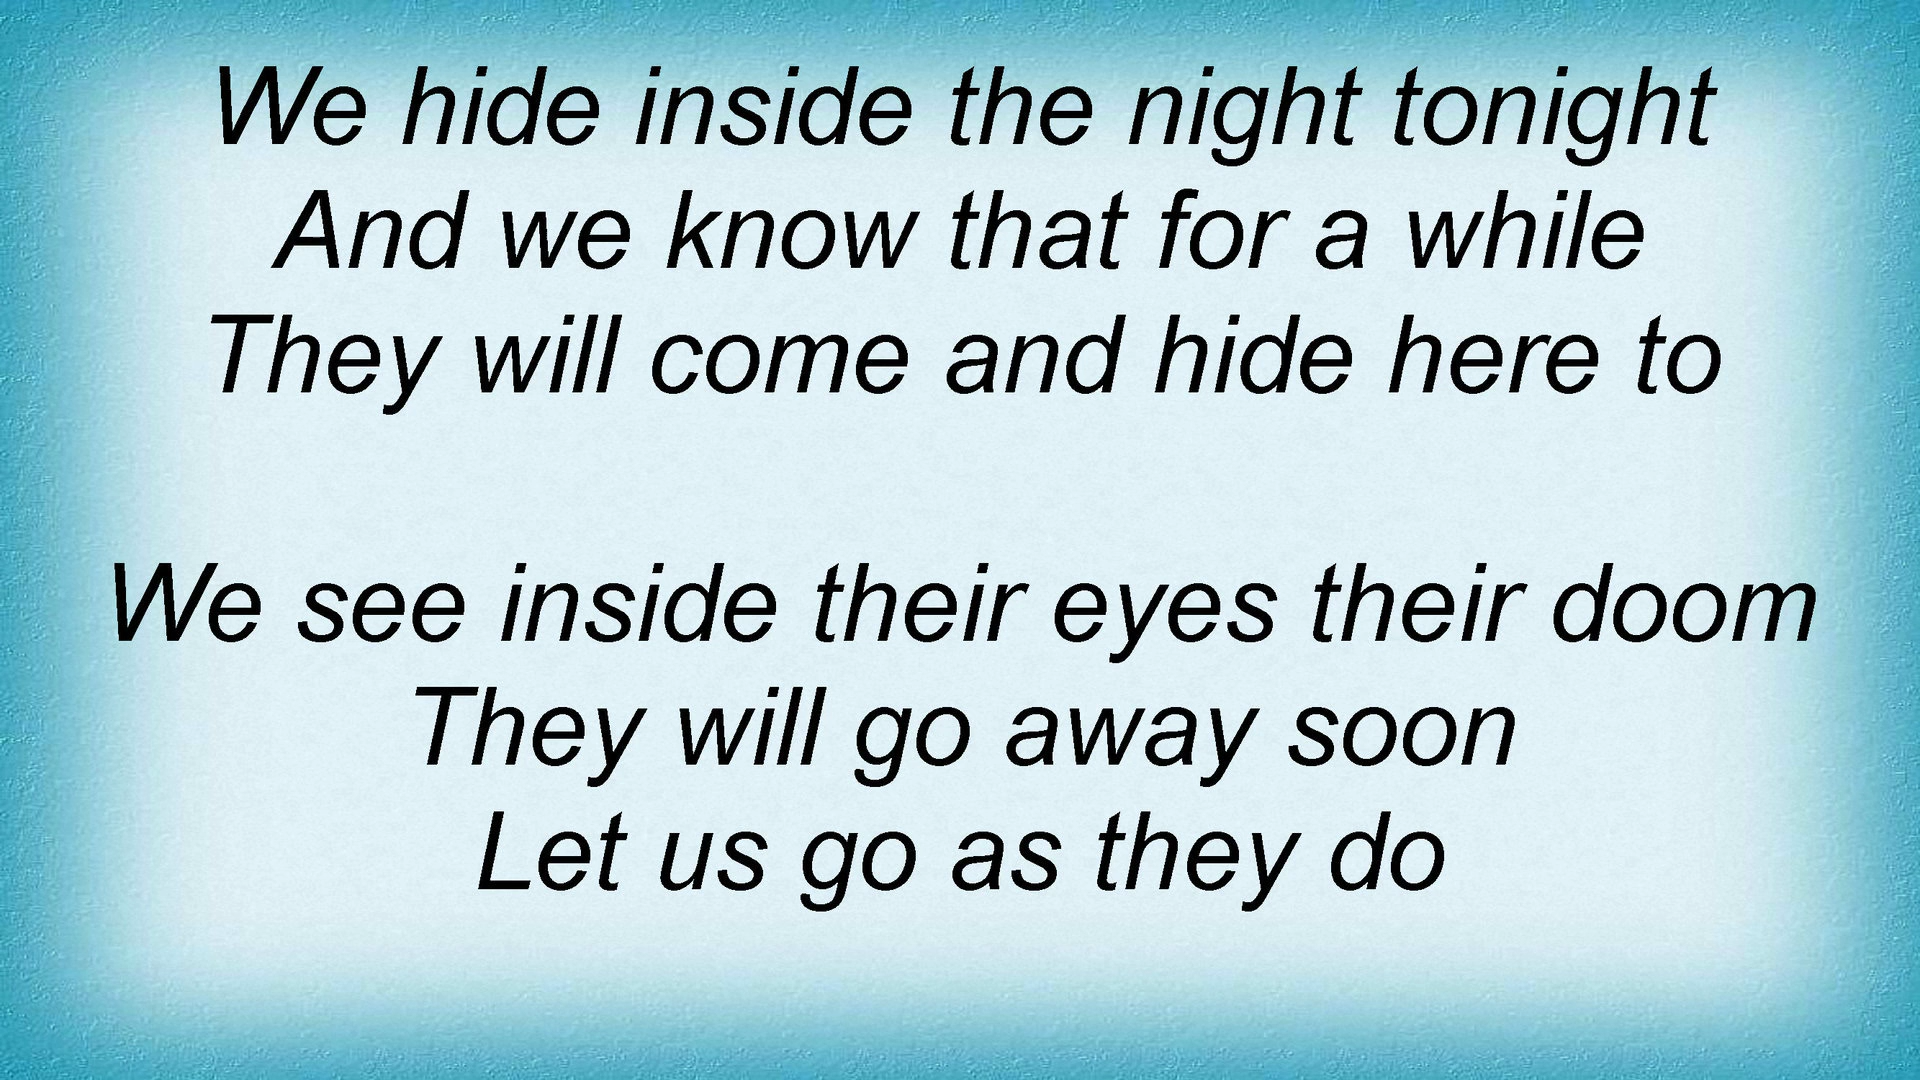 We hide inside the night tonight
And we know that for a while
They will come and hide here to
We see inside their eyes their doom
They will go away soon
Let us go as they do